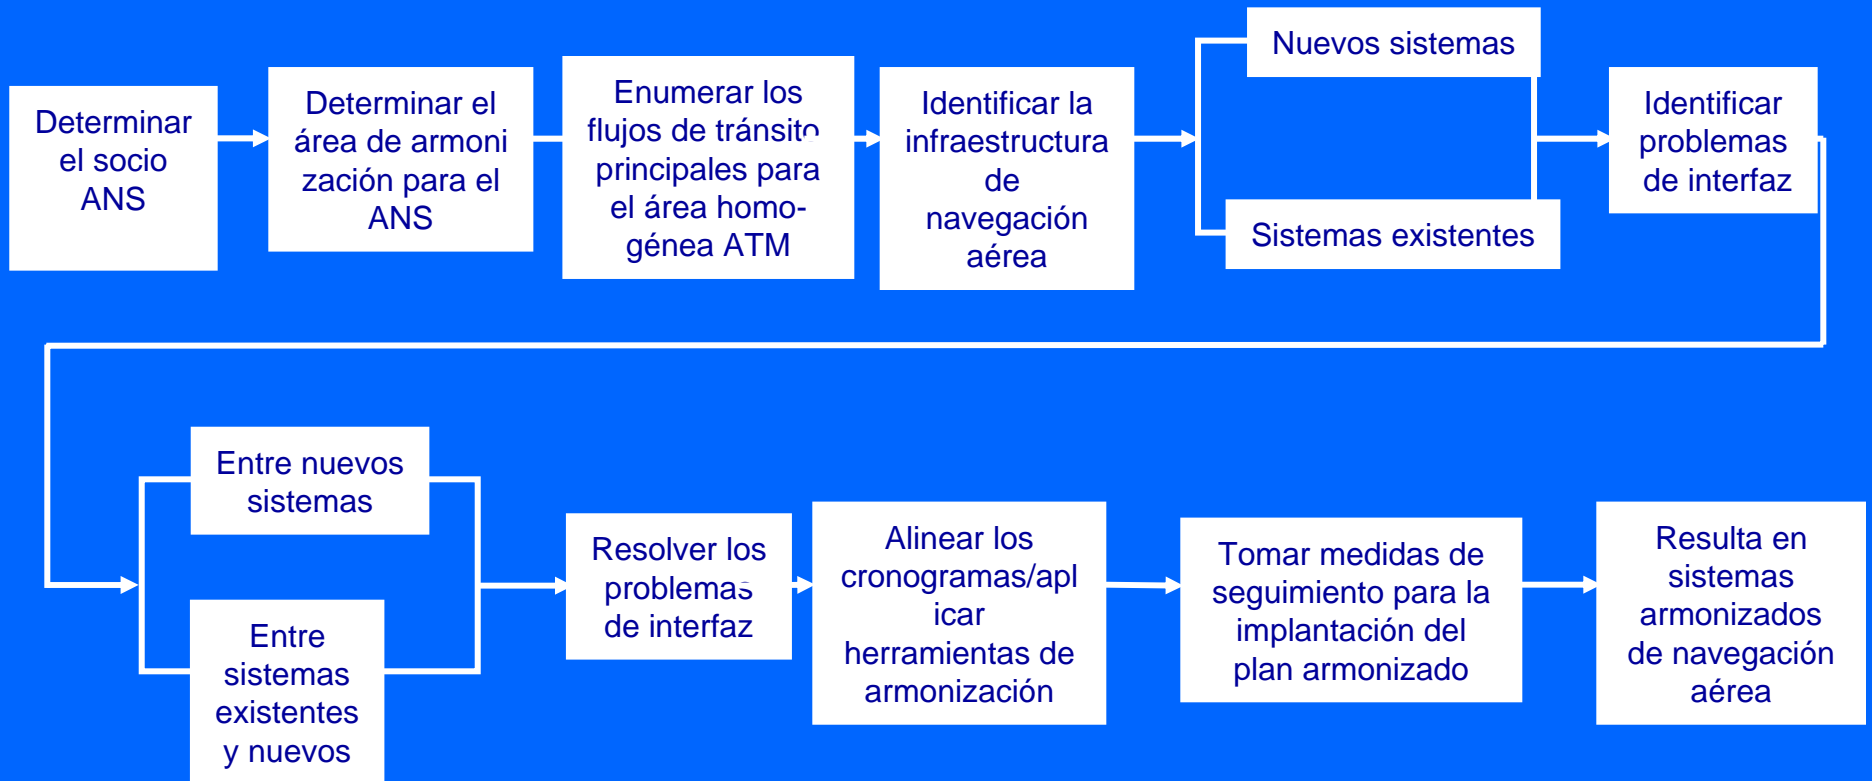 Determinar
el socio
ANS
Determinar el
área de armoni
zación para el
ANS
Enumerar los
flujos de tránsito
principales para
el área homo-
génea ATM
Identificar la
infraestructura
de
navegación
aérea
Nuevos sistemas
Sistemas existentes
Identificar
problemas
de interfaz
Entre nuevos
sistemas
Entre
sistemas
existentes
y nuevos
Resolver los
problemas
de interfaz
Alinear los
cronogramas/apl
icar
herramientas de
armonización
Tomar medidas de
seguimiento para la
implantación del
plan armonizado
Resulta en
sistemas
armonizados
de navegación
aérea